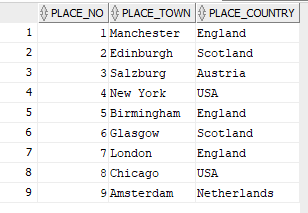 PLACE_NO PLACE_TOWN PLACE_COUNTRY
1 1 Manchester England
2 2 Edinburgh Scotland
3 3 Salzburg Austria
4 4 New York USA
5 5 Birmingham England
6 6 Glasgow Scotland
7 7 London England
8 8 Chicago USA
9 9 Amsterdam Netherlands